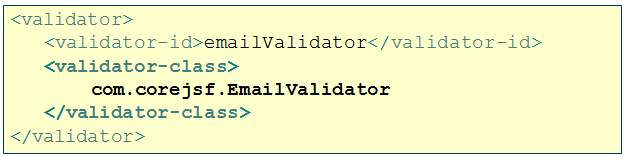 <validator>
<validator-id>emailValidator</validator-id>
<validator-class>
com.corejsf.EmailValidator
</validator-class>
</validator>